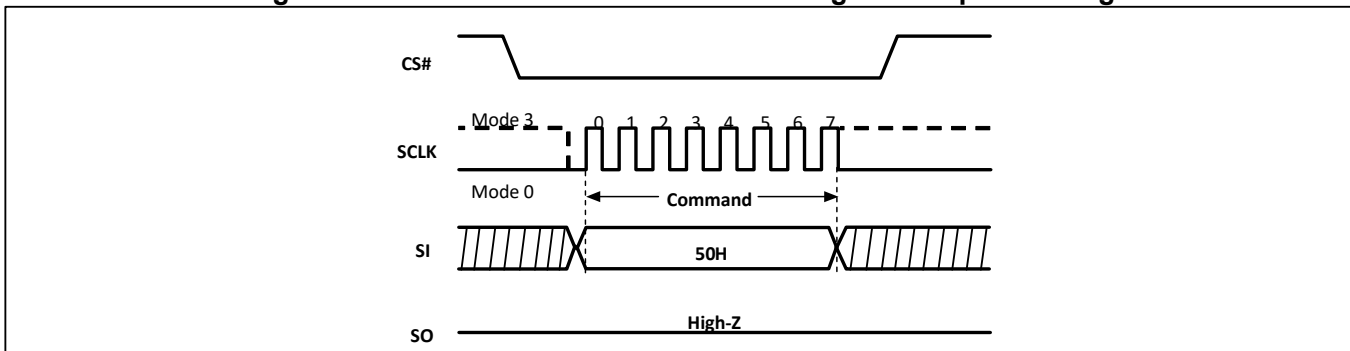 CS#
Mode 3
0 1 2 3 4 5 6 7
SCLK
Mode 0
Command
SI
50H
High-Z
SO